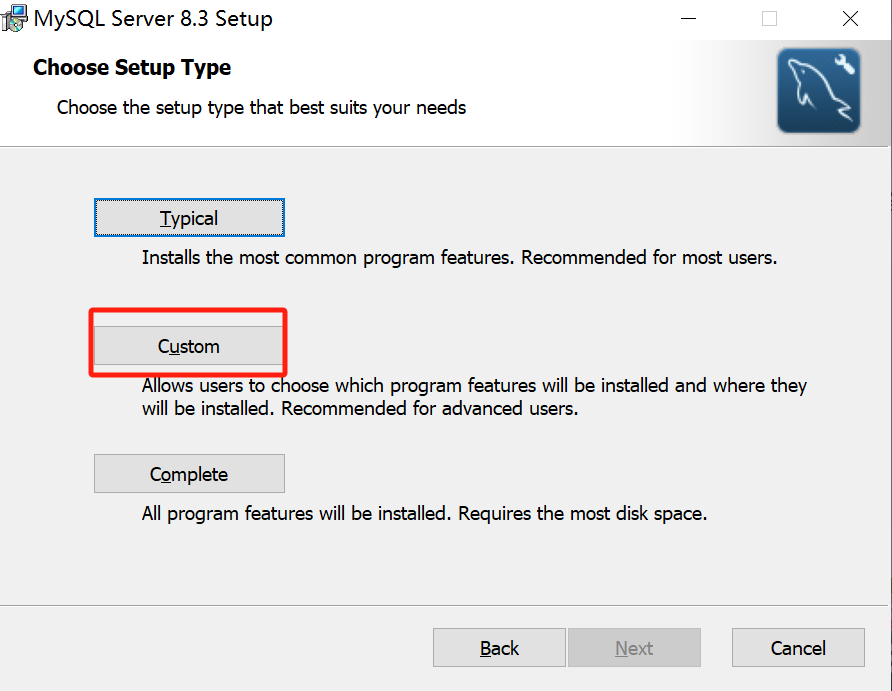 MySQL Server 8.3 Setup
Choose Setup Type
Choose the setup type that best suits your needs
Typical
Installs the most common program features. Recommended for most users.
Custom
Allows users to choose which program features will be installed and where they
will be installed. Recommended for advanced users.
Complete
All program features will be installed. Requires the most disk space.
Back
Next
Cancel